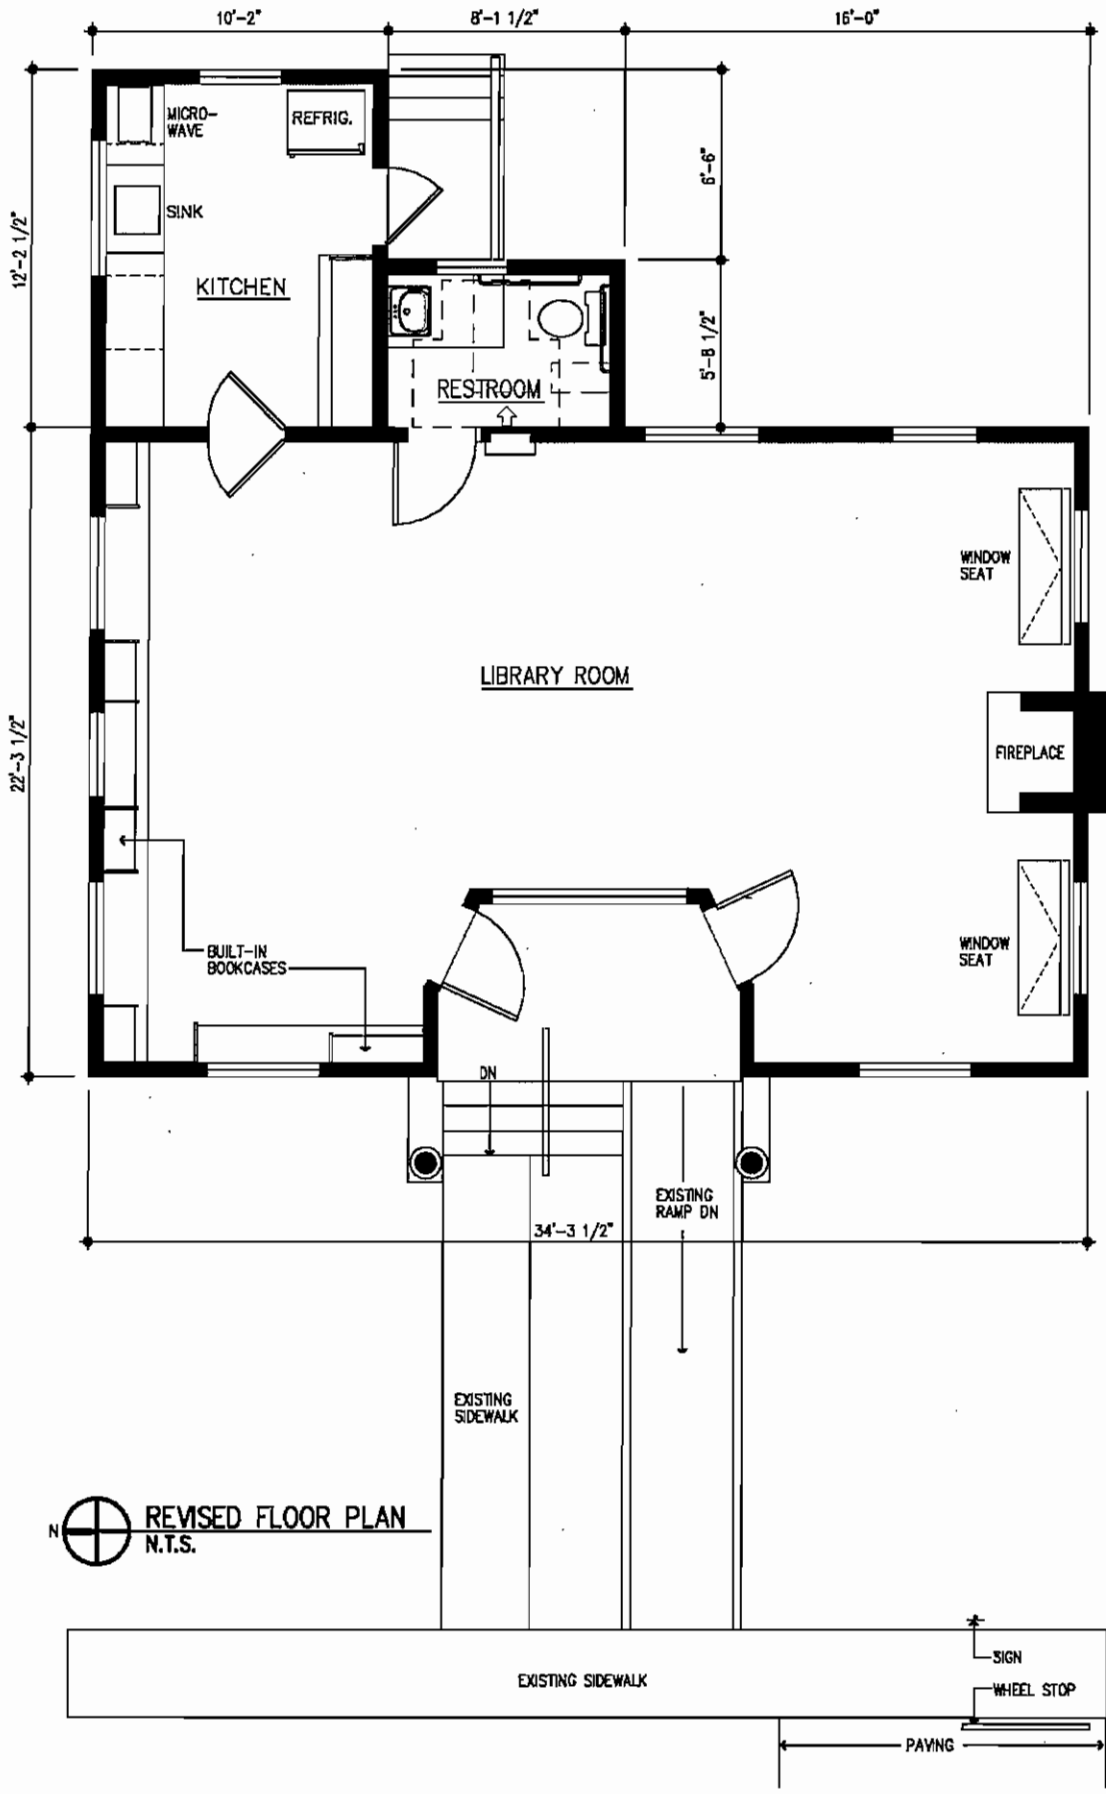 10'-2"
8'-1 1/2"
16'-0"
MICRO-
WAVE
REFRIG.
6'-6"
SINK
12'-2 1/2"
KITCHEN
5'-8 1/2"
RESTROOM
WINDOW
SEAT
LIBRARY ROOM
22'-3 1/2"
FIREPLACE
BUILT-IN
BOOKCASES
WINDOW
SEAT
DN
EXISTING
RAMP DN
34'-3 1/2"
EXISTING
SIDEWALK
N
REVISED FLOOR PLAN
N.T.S.
SIGN
EXISTING SIDEWALK
WHEEL STOP
PAVING